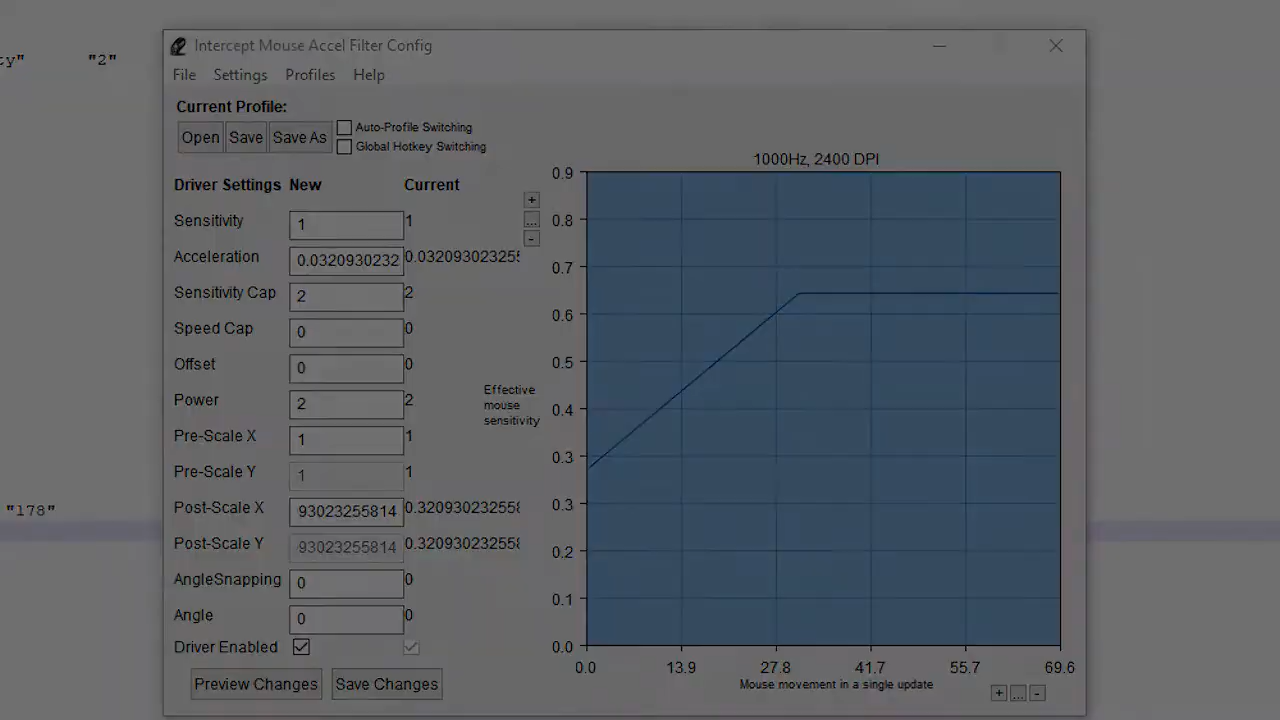 ty" "2"
Intercept Mouse Accel Filter Config
File Settings Profiles Help
Current Profile:
Open Save Save As
Auto-Profile Switching
Global Hotkey Switching
Driver Settings New Current
Sensitivity 1 1
Acceleration 0.0320930232 0.03209302325
Sensitivity Cap 2 2
Speed Cap 0 0
Offset 0 0
Power 2 2
Pre-Scale X 1 1
Pre-Scale Y 1 1
Post-Scale X 93023255814 0.320930232558
Post-Scale Y 93023255814 0.320930232558
AngleSnapping 0 0
Angle 0 0
Driver Enabled
Preview Changes Save Changes
+
...
-
1000Hz, 2400 DPI
0.9
0.8
0.7
0.6
0.5
0.4
0.3
0.3
0.2
0.1
0.0
Effective
mouse
sensitivity
0.0 13.9 27.8 41.7 55.7 69.6
Mouse movement in a single update
+ ... -
"178"